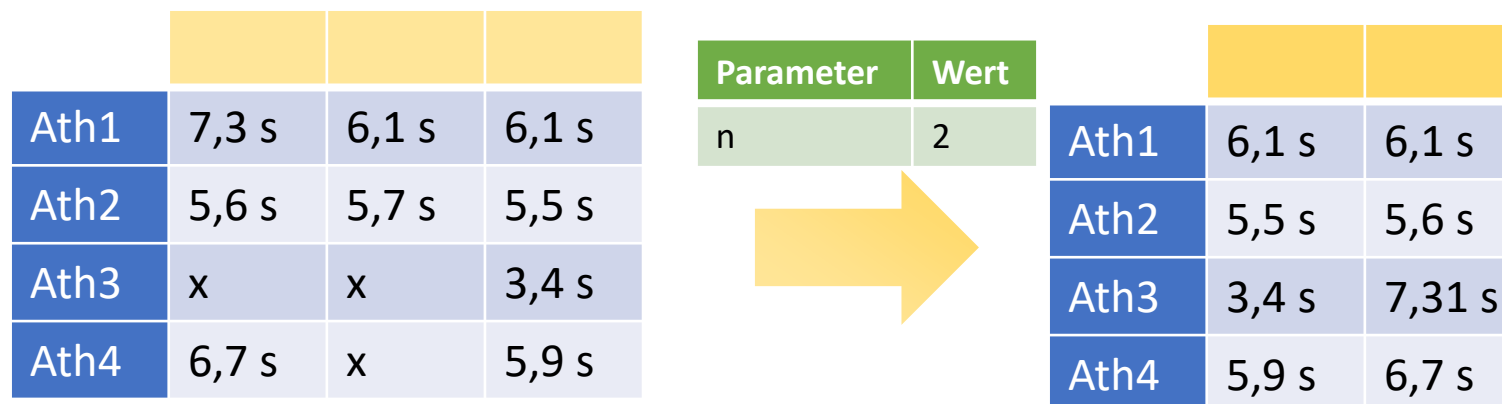 Ath1 7,3 s 6,1 s 6,1 s
Ath2 5,6 s 5,7 s 5,5 s
Ath3 x x 3,4 s
Ath4 6,7 s x 5,9 s
Parameter Wert
n 2
Ath1 6,1 s 6,1 s
Ath2 5,5 s 5,6 s
Ath3 3,4 s 7,31 s
Ath4 5,9 s 6,7 s